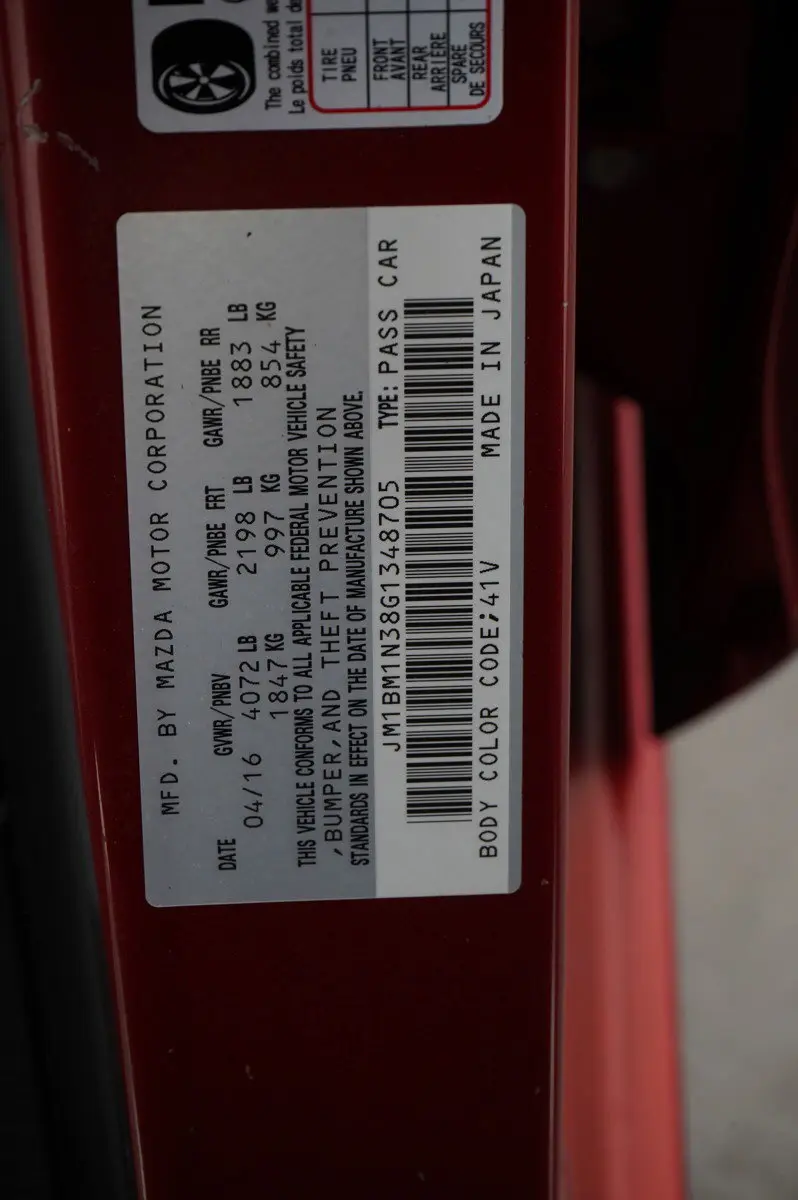 MFD. BY MAZDA MOTOR CORPORATION
DATE GVWR/PNBV GAWR/PNBE FRT GAWR/PNBE RR
04/16 4072 LB 2198 LB 1883 LB
1847 KG 997 KG 854 KG
THIS VEHICLE CONFORMS TO ALL APPLICABLE FEDERAL MOTOR VEHICLE SAFETY
,BUMPER,AND THEFT PREVENTION
STANDARDS IN EFFECT ON THE DATE OF MANUFACTURE SHOWN ABOVE.
JM1BM1N38G1348705 TYPE: PASS CAR
BODY COLOR CODE;41V MADE IN JAPAN
The combined
Le poids total
TIRE
PNEU
FRONT
AVANT
REAR
ARRIÈRE
SPARE
DE SECOURS